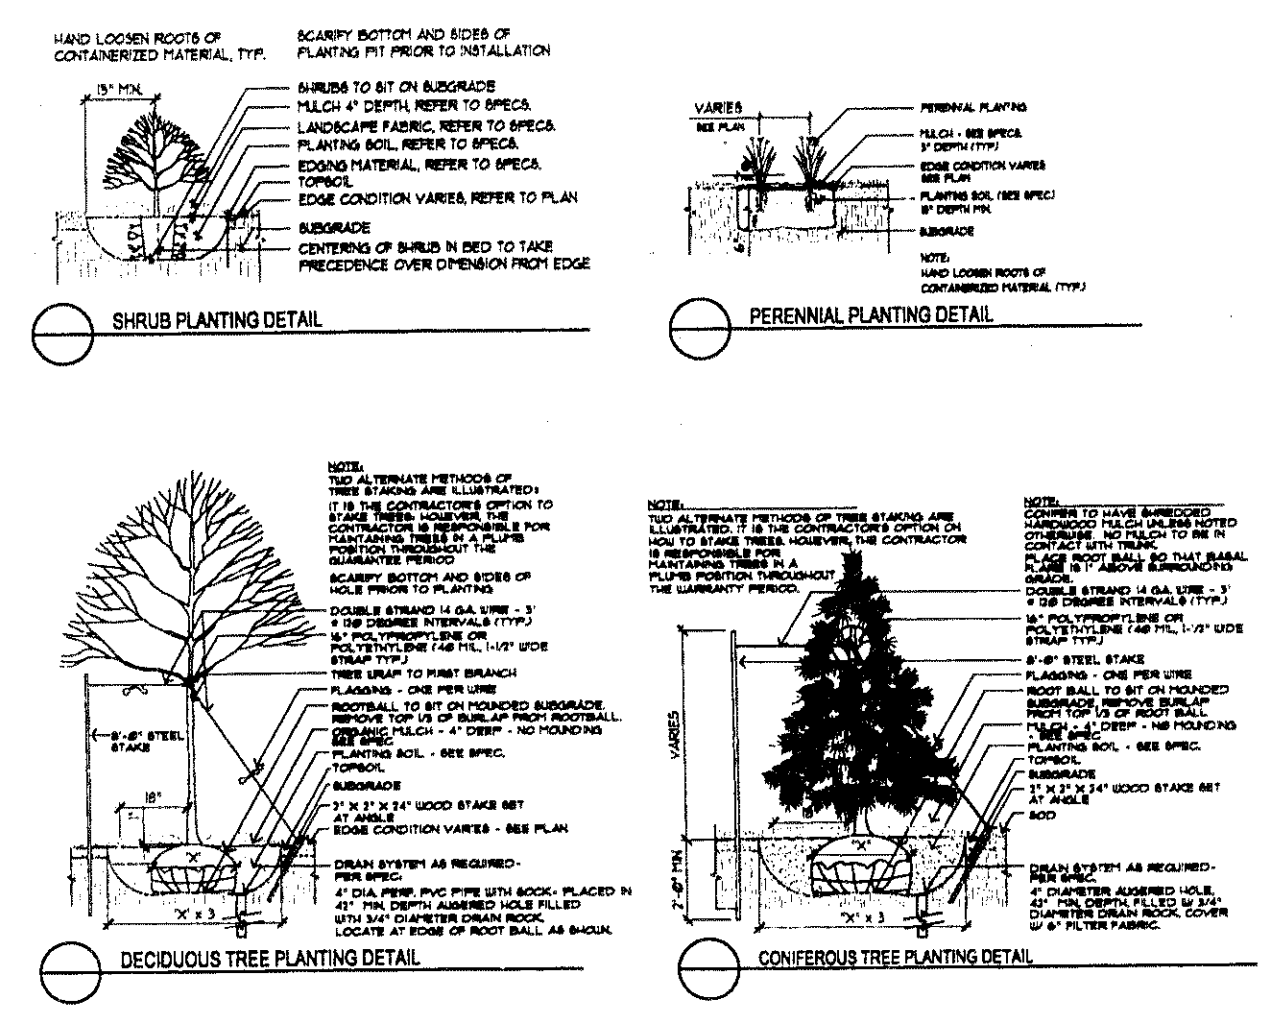 HAND LOOSEN ROOTS OF
CONTAINERIZED MATERIAL, TYP.
SCARIFY BOTTOM AND SIDES OF
PLANTING PIT PRIOR TO INSTALLATION
SHRUBS TO SIT ON SUBGRADE
MULCH 4" DEPTH, REFER TO SPECS.
LANDSCAPE FABRIC, REFER TO SPECS.
PLANTING SOIL, REFER TO SPECS.
EDGING MATERIAL, REFER TO SPECS.
TOPSOIL
EDGE CONDITION VARIES, REFER TO PLAN
SUBGRADE
CENTERING OF SHRUB IN BED TO TAKE
PRECEDENCE OVER DIMENSION FROM EDGE
SHRUB PLANTING DETAIL
VARIES
SEE PLAN
PERENNIAL PLANTING
MULCH - SEE SPECS.
3" DEPTH (TYP.)
EDGE CONDITION VARIES
SEE PLAN
PLANTING SOIL (SEE SPEC.)
18" DEPTH MIN.
SUBGRADE
NOTE:
HAND LOOSEN ROOTS OF
CONTAINERIZED MATERIAL (TYP.)
PERENNIAL PLANTING DETAIL
NOTE:
TWO ALTERNATE METHODS OF
TREE STAKING ARE ILLUSTRATED:
IT IS THE CONTRACTOR'S OPTION TO
STAKE TREES; HOWEVER, THE
CONTRACTOR IS RESPONSIBLE FOR
MAINTAINING TREES IN A PLUMB
POSITION THROUGHOUT THE
GUARANTEE PERIOD
SCARIFY BOTTOM AND SIDES OF
HOLE PRIOR TO PLANTING
DOUBLE STRAND 14 GA. WIRE - 3'
@ 120 DEGREE INTERVALS (TYP.)
16" POLYPROPYLENE OR
POLYETHYLENE (40 MIL, 1-1/2" WIDE
STRAP TYP.)
TREE WRAP TO FIRST BRANCH
FLAGGING - ONE PER WIRE
ROOTBALL TO SIT ON MOUNDED SUBGRADE.
REMOVE TOP 1/3 OF BURLAP FROM ROOTBALL.
ORGANIC MULCH - 4" DEEP - NO MOUNDING
- SEE SPEC
PLANTING SOIL - SEE SPEC.
TOPSOIL
SUBGRADE
2" X 2" X 24" WOOD STAKE SET
AT ANGLE
EDGE CONDITION VARIES - SEE PLAN
DRAIN SYSTEM AS REQUIRED-
PER SPEC:
4" DIA. PERF. PVC PIPE WITH SOCK- PLACED IN
42" MIN. DEPTH AUGERED HOLE FILLED
WITH 3/4" DIAMETER DRAIN ROCK.
LOCATE AT EDGE OF ROOT BALL AS SHOWN.
8'-0" STEEL
STAKE
18"
"X"
"X" x 3
DECIDUOUS TREE PLANTING DETAIL
NOTE:
TWO ALTERNATE METHODS OF TREE STAKING ARE
ILLUSTRATED. IT IS THE CONTRACTOR'S OPTION ON
HOW TO STAKE TREES. HOWEVER, THE CONTRACTOR
IS RESPONSIBLE FOR
MAINTAINING TREES IN A
PLUMB POSITION THROUGHOUT
THE WARRANTY PERIOD.
NOTE:
CONIFER TO HAVE SHREDDED
HARDWOOD MULCH UNLESS NOTED
OTHERWISE. NO MULCH TO BE IN
CONTACT WITH TRUNK.
PLACE ROOT BALL SO THAT BASAL
FLARE IS 1" ABOVE SURROUNDING
GRADE.
DOUBLE STRAND 14 GA. WIRE - 3'
@ 120 DEGREE INTERVALS (TYP.)
16" POLYPROPYLENE OR
POLYETHYLENE (40 MIL, 1-1/2" WIDE
STRAP TYP.)
8'-0" STEEL STAKE
FLAGGING - ONE PER WIRE
ROOT BALL TO SIT ON MOUNDED
SUBGRADE, REMOVE BURLAP
FROM TOP 1/3 OF ROOT BALL
MULCH - 4" DEEP - NO MOUNDING
- SEE SPEC
PLANTING SOIL - SEE SPEC.
TOPSOIL
SUBGRADE
2" X 2" X 24" WOOD STAKE SET
AT ANGLE
SOD
DRAIN SYSTEM AS REQUIRED-
PER SPEC:
4" DIAMETER AUGERED HOLE,
42" MIN. DEPTH, FILLED W/ 3/4"
DIAMETER DRAIN ROCK, COVER
W/ 6" FILTER FABRIC.
VARIES
2'-0" MIN.
"X"
"X" x 3
CONIFEROUS TREE PLANTING DETAIL